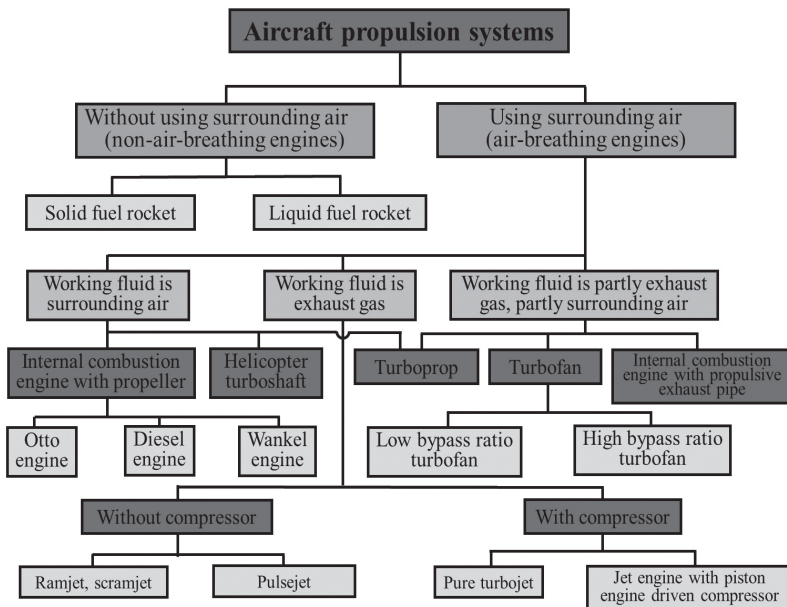 Aircraft propulsion systems
Without using surrounding air
(non-air-breathing engines)
Using surrounding air
(air-breathing engines)
Solid fuel rocket
Liquid fuel rocket
Working fluid is
surrounding air
Working fluid is
exhaust gas
Working fluid is partly exhaust
gas, partly surrounding air
Internal combustion
engine with propeller
Helicopter
turboshaft
Turboprop
Turbofan
Internal combustion
engine with propulsive
exhaust pipe
Otto
engine
Diesel
engine
Wankel
engine
Low bypass ratio
turbofan
High bypass ratio
turbofan
Without compressor
With compressor
Ramjet, scramjet
Pulsejet
Pure turbojet
Jet engine with piston
engine driven compressor